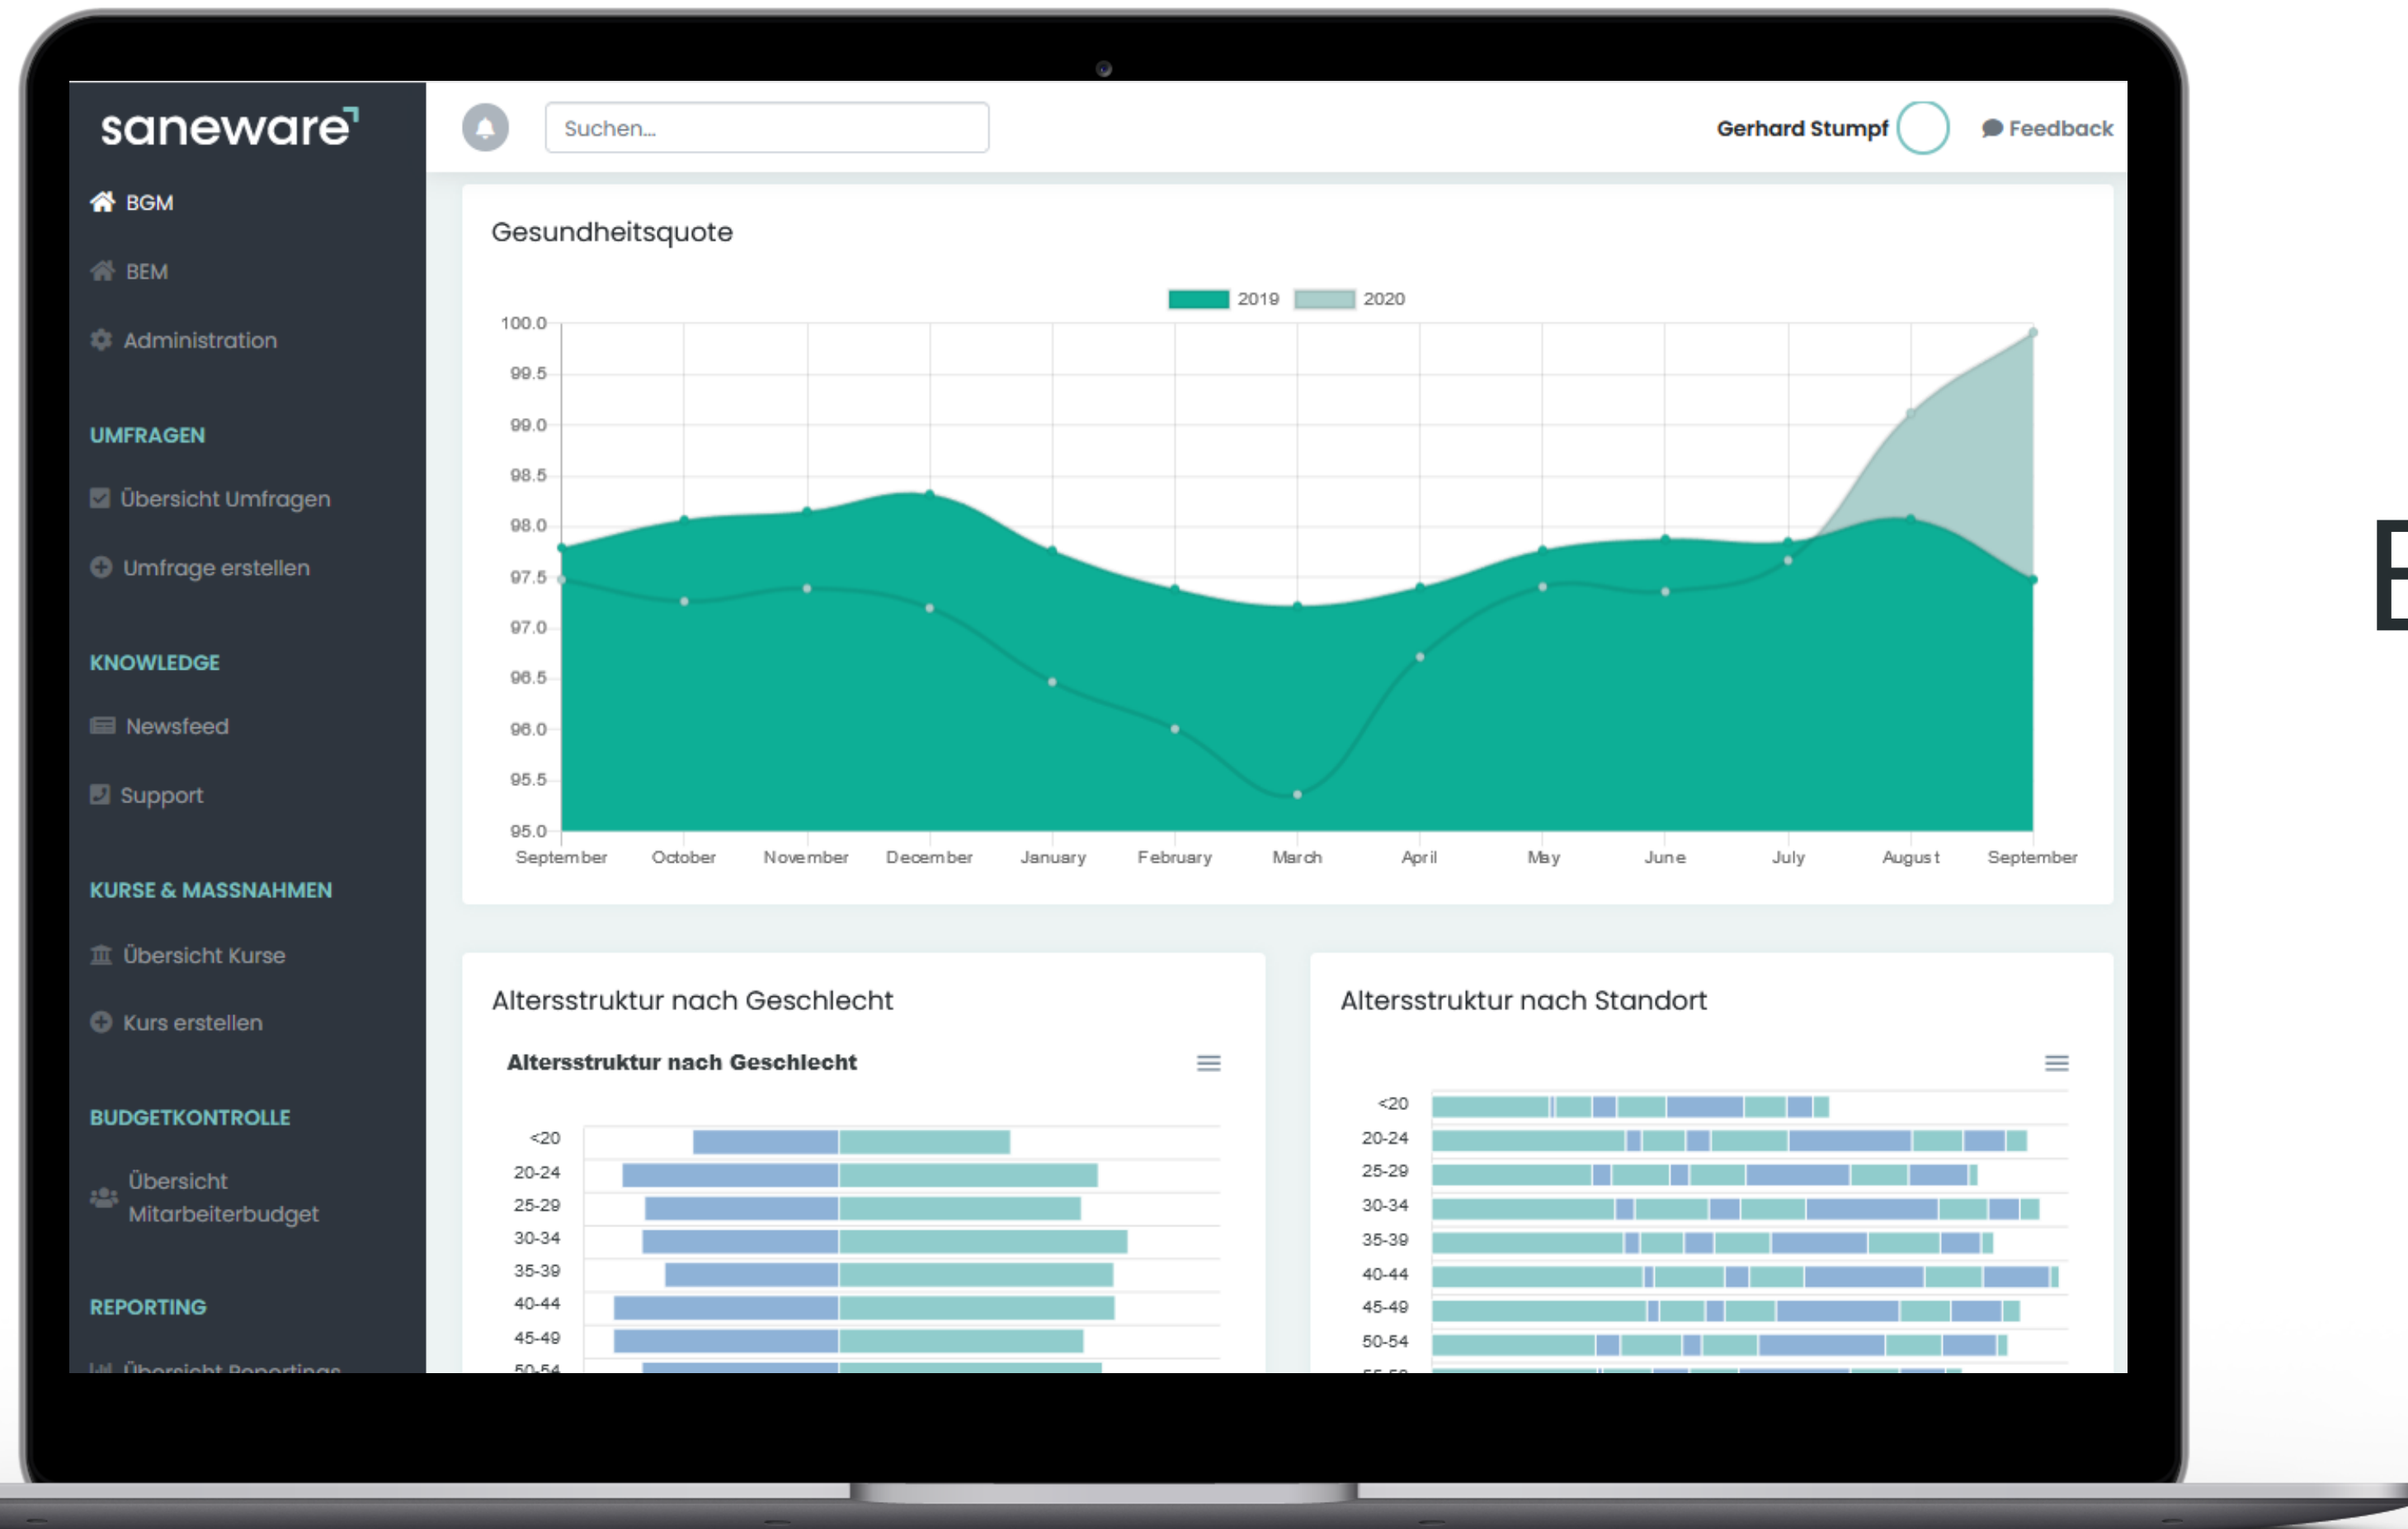 saneware
BGM
BEM
Administration
UMFRAGEN
Übersicht Umfragen
Umfrage erstellen
KNOWLEDGE
Newsfeed
Support
KURSE & MASSNAHMEN
Übersicht Kurse
Kurs erstellen
BUDGETKONTROLLE
Übersicht
Mitarbeiterbudget
REPORTING
Übersicht Reportings
Suchen...
Gerhard Stumpf
Feedback
Gesundheitsquote
2019 2020
100.0
99.5
99.0
98.5
98.0
97.5
97.0
96.5
96.0
95.5
95.0
September October November December January February March April May June July August September
Altersstruktur nach Geschlecht
Altersstruktur nach Geschlecht
<20
20-24
25-29
30-34
35-39
40-44
45-49
50-54
Altersstruktur nach Standort
<20
20-24
25-29
30-34
35-39
40-44
45-49
50-54